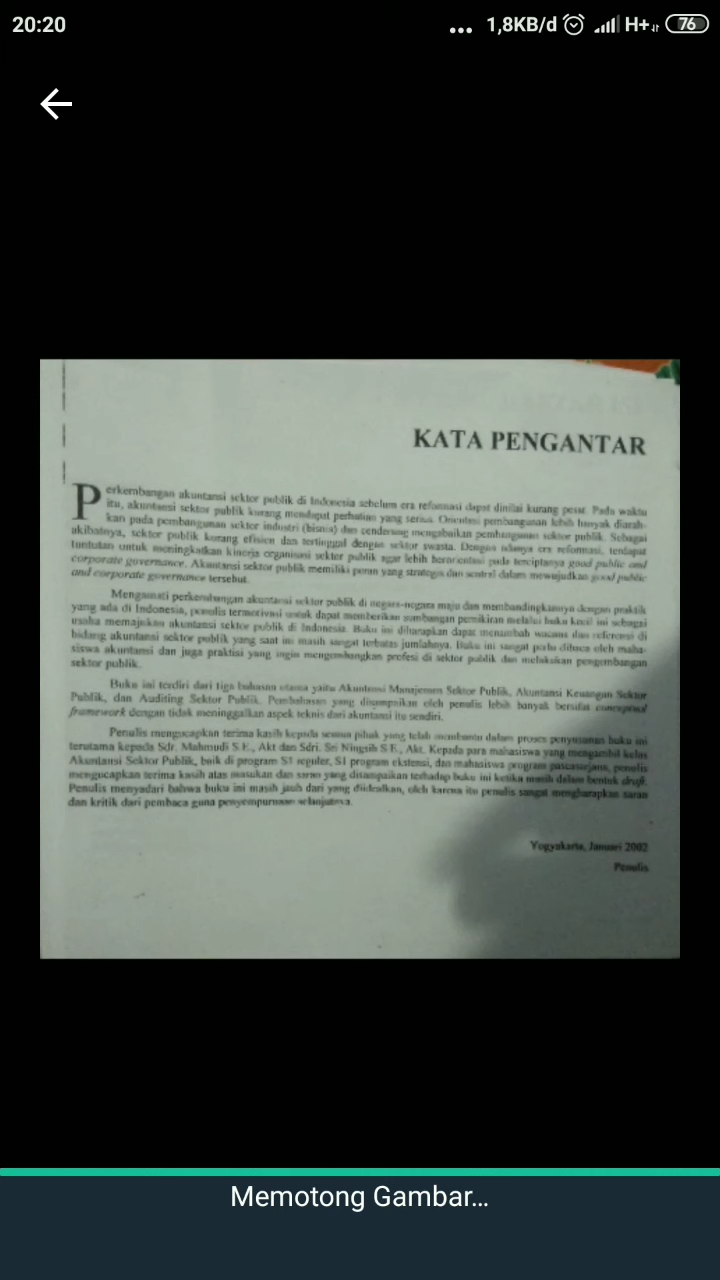 20:20
... 1,8KB/d H+ 76
KATA PENGANTAR
Perkembangan akuntansi sektor publik di Indonesia sebelum era reformasi dapat dinilai kurang pesat. Pada waktu
itu, akuntansi sektor publik kurang mendapat perhatian yang serius. Orientasi pembangunan lebih banyak diarah-
kan pada pembangunan sektor industri (bisnis) dan cenderung mengabaikan pembangunan sektor publik. Sebagai
akibatnya, sektor publik kurang efisien dan tertinggal dengan sektor swasta. Dengan adanya era reformasi, terdapat
tuntutan untuk meningkatkan kinerja organisasi sektor publik agar lebih berorientasi pada terciptanya good public and
corporate governance. Akuntansi sektor publik memiliki peran yang strategis dan sentral dalam mewujudkan good public
and corporate governance tersebut.
Mengamati perkembangan akuntansi sektor publik di negara-negara maju dan membandingkannya dengan praktik
yang ada di Indonesia, penulis termotivasi untuk dapat memberikan sumbangan pemikiran melalui buku kecil ini sebagai
usaha memajukan akuntansi sektor publik di Indonesia. Buku ini diharapkan dapat menambah wacana dan referensi di
bidang akuntansi sektor publik yang saat ini masih sangat terbatas jumlahnya. Buku ini sangat perlu dibaca oleh maha-
siswa akuntansi dan juga praktisi yang ingin mengembangkan profesi di sektor publik dan melakukan pengembangan
sektor publik.
Buku ini terdiri dari tiga bahasan utama yaitu Akuntansi Manajemen Sektor Publik, Akuntansi Keuangan Sektor
Publik, dan Auditing Sektor Publik. Pembahasan yang disampaikan oleh penulis lebih banyak bersifat conceptual
framework dengan tidak meninggalkan aspek teknis dari akuntansi itu sendiri.
Penulis mengucapkan terima kasih kepada semua pihak yang telah membantu dalam proses penyusunan buku ini
terutama kepada Sdr. Mahmudi S.E., Akt dan Sdri. Sri Ningsih S.E., Akt. Kepada para mahasiswa yang mengambil kelas
Akuntansi Sektor Publik, baik di program S1 reguler, S1 program ekstensi, dan mahasiswa program pascasarjana, penulis
mengucapkan terima kasih atas masukan dan saran yang disampaikan terhadap buku ini ketika masih dalam bentuk draft.
Penulis menyadari bahwa buku ini masih jauh dari yang diidealkan, oleh karena itu penulis sangat mengharapkan saran
dan kritik dari pembaca guna penyempurnaan selanjutnya.
Yogyakarta, Januari 2002
Penulis
Memotong Gambar...